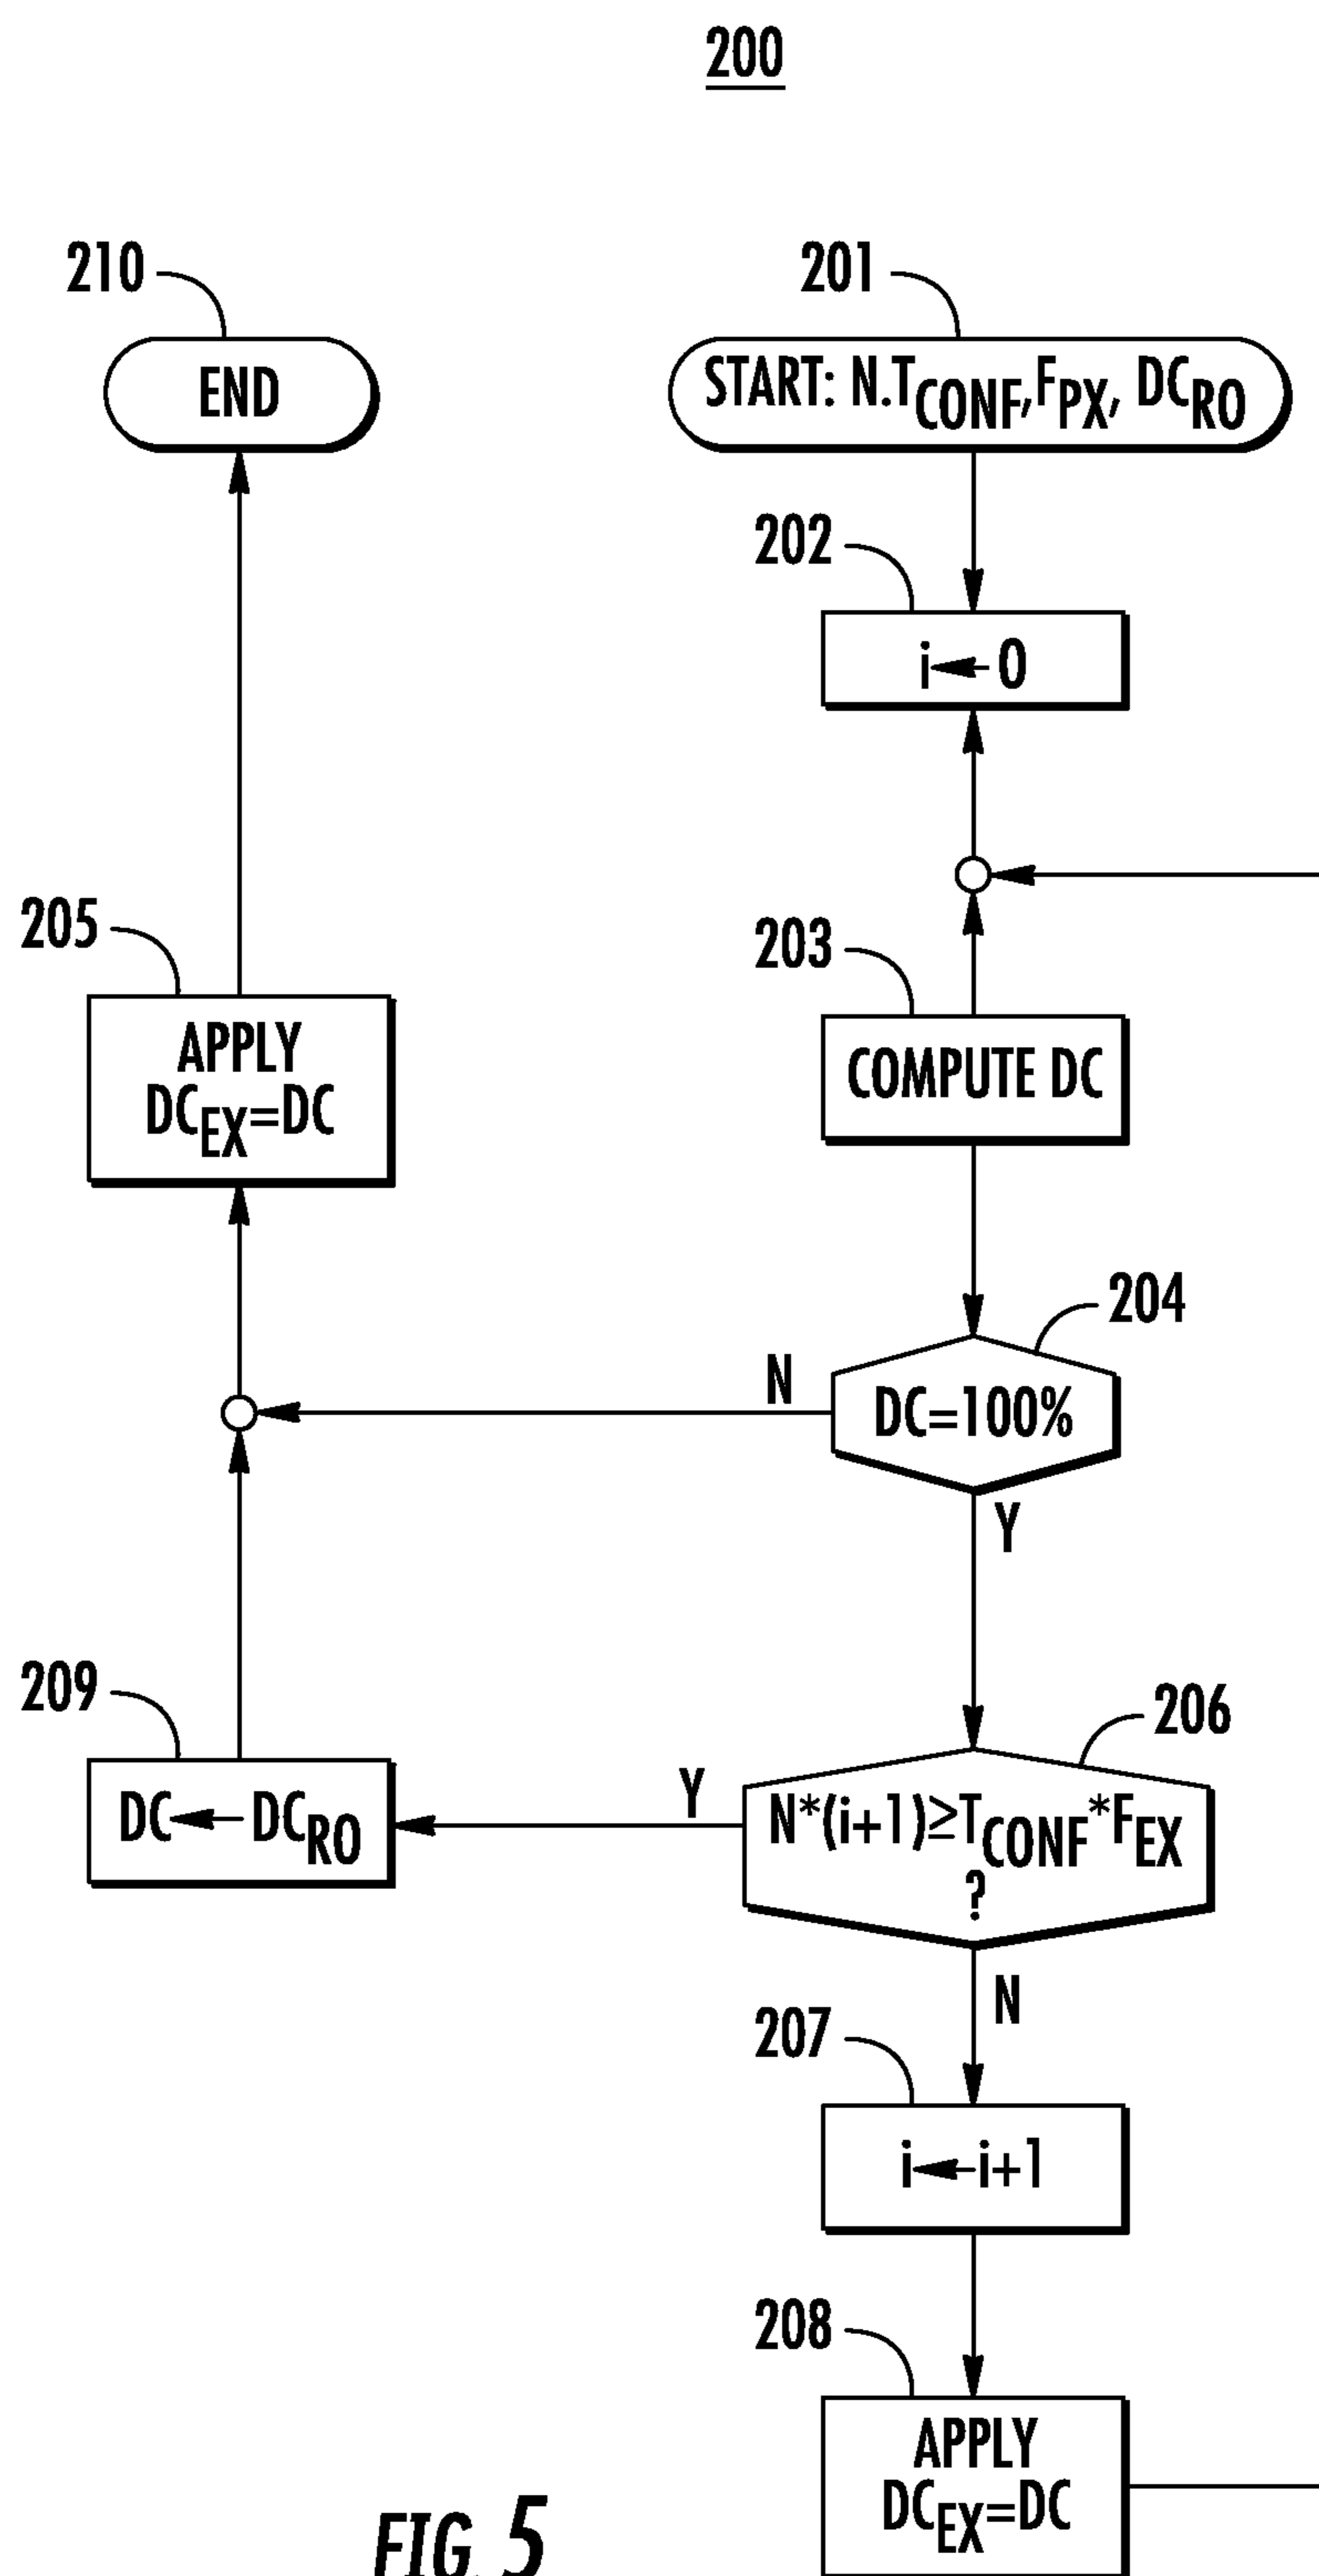 200
210
201
END
START: N.T_CONF,F_PX, DC_RO
202
i←0
205
203
APPLY
DC_EX=DC
COMPUTE DC
204
N
DC=100%
Y
209
206
DC←DC_RO
Y
N*(i+1)≥T_CONF*F_EX
?
N
207
i←i+1
208
APPLY
DC_EX=DC
FIG. 5